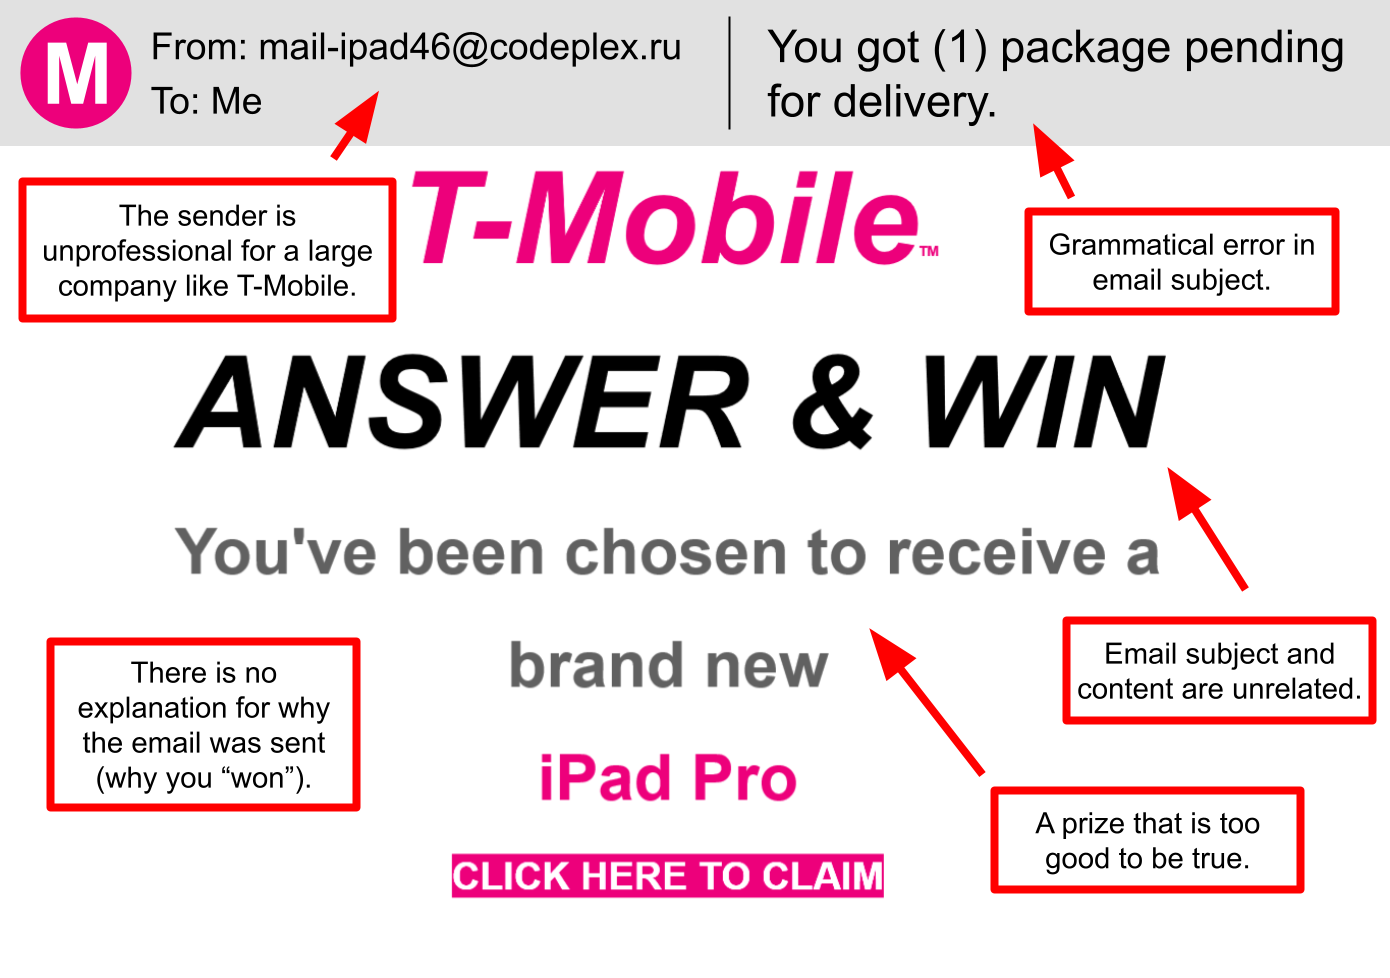 M
From: mail-ipad46@codeplex.ru
To: Me
You got (1) package pending
for delivery.
The sender is
unprofessional for a large
company like T-Mobile.
T-Mobile™
Grammatical error in
email subject.
ANSWER & WIN
You've been chosen to receive a
brand new
Email subject and
content are unrelated.
There is no
explanation for why
the email was sent
(why you “won”).
iPad Pro
A prize that is too
good to be true.
CLICK HERE TO CLAIM